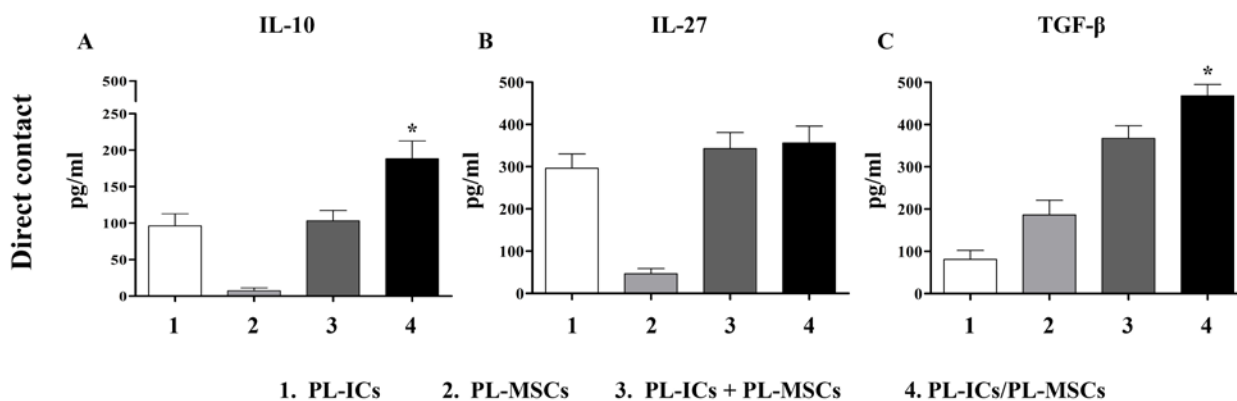 IL-10 IL-27 TGF-β
A B C
Direct contact
pg/ml
500
250
200
150
100
50
0
1 2 3 4
pg/ml
500
400
300
200
100
0
1 2 3 4
pg/ml
500
400
300
200
100
0
1 2 3 4
*
*
1. PL-ICs 2. PL-MSCs 3. PL-ICs + PL-MSCs 4. PL-ICs/PL-MSCs